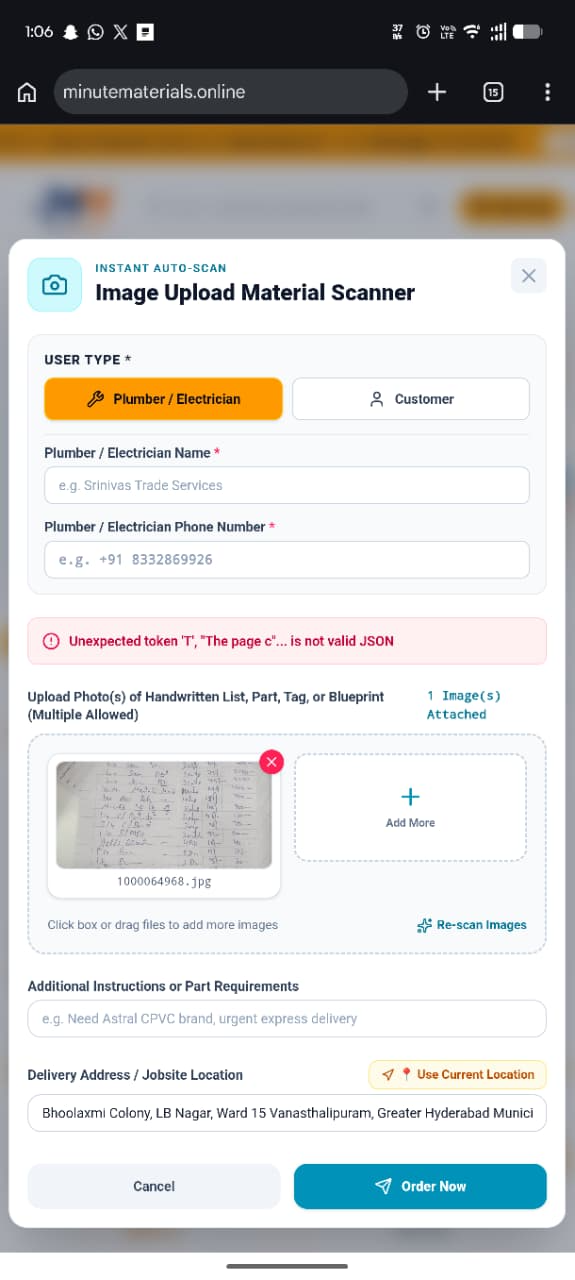 1:06
37
Vo))
LTE
minutematerials.online
15
INSTANT AUTO-SCAN
Image Upload Material Scanner
USER TYPE *
Plumber / Electrician
Customer
Plumber / Electrician Name *
e.g. Srinivas Trade Services
Plumber / Electrician Phone Number *
e.g. +91 8332869926
Unexpected token 'T', "The page c"... is not valid JSON
Upload Photo(s) of Handwritten List, Part, Tag, or Blueprint
(Multiple Allowed)
1 Image(s)
Attached
Add More
1000064968.jpg
Click box or drag files to add more images
Re-scan Images
Additional Instructions or Part Requirements
e.g. Need Astral CPVC brand, urgent express delivery
Delivery Address / Jobsite Location
Use Current Location
Bhoolaxmi Colony, LB Nagar, Ward 15 Vanasthalipuram, Greater Hyderabad Munici
Cancel
Order Now